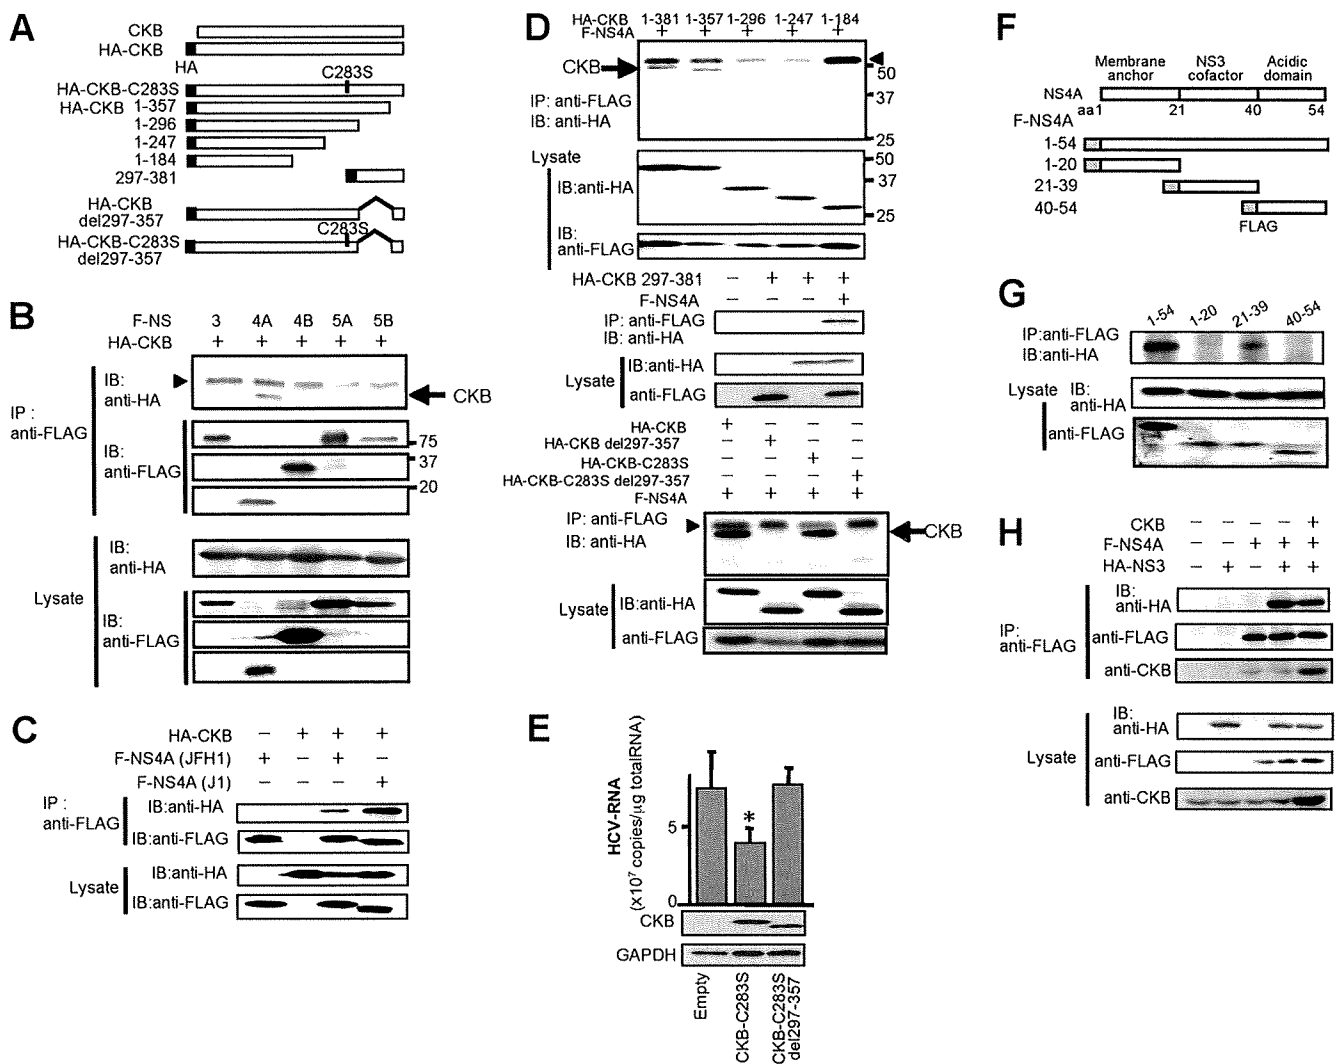 A
CKB
HA-CKB
HA
C283S
HA-CKB-C283S
HA-CKB 1-357
1-296
1-247
1-184
297-381
HA-CKB
del297-357
C283S
HA-CKB-C283S
del297-357
B
F-NS 3 4A 4B 5A 5B
HA-CKB + + + + +
IP :
anti-FLAG
IB:
anti-HA
CKB
IB:
anti-FLAG
75
37
20
Lysate
IB:
anti-HA
IB:
anti-FLAG
C
HA-CKB − + + +
F-NS4A (JFH1) + − + −
F-NS4A (J1) − − − +
IP :
anti-FLAG
IB:anti-HA
IB:anti-FLAG
Lysate
IB:anti-HA
IB:anti-FLAG
D
HA-CKB 1-381 1-357 1-296 1-247 1-184
F-NS4A + + + + +
CKB
50
37
25
IP: anti-FLAG
IB: anti-HA
Lysate
IB:anti-HA
50
37
25
IB:
anti-FLAG
HA-CKB 297-381 − + + +
F-NS4A − − − +
IP: anti-FLAG
IB: anti-HA
Lysate
IB:anti-HA
anti-FLAG
HA-CKB + − − −
HA-CKB del297-357 − + − −
HA-CKB-C283S − − + −
HA-CKB-C283S del297-357 − − − +
F-NS4A + + + +
IP: anti-FLAG
IB: anti-HA
CKB
Lysate
IB:anti-HA
anti-FLAG
E
HCV-RNA
(x10⁷ copies/μg totalRNA)
5
0
*
CKB
GAPDH
Empty
CKB-C283S
CKB-C283S
del297-357
F
Membrane anchor
NS3 cofactor
Acidic domain
NS4A
aa1 21 40 54
F-NS4A
1-54
1-20
21-39
40-54
FLAG
G
1-54 1-20 21-39 40-54
IP:anti-FLAG
IB:anti-HA
Lysate
IB:
anti-HA
anti-FLAG
H
CKB − − − − +
F-NS4A − − + + +
HA-NS3 − + − + +
IP:
anti-FLAG
IB:
anti-HA
anti-FLAG
anti-CKB
Lysate
IB:
anti-HA
anti-FLAG
anti-CKB